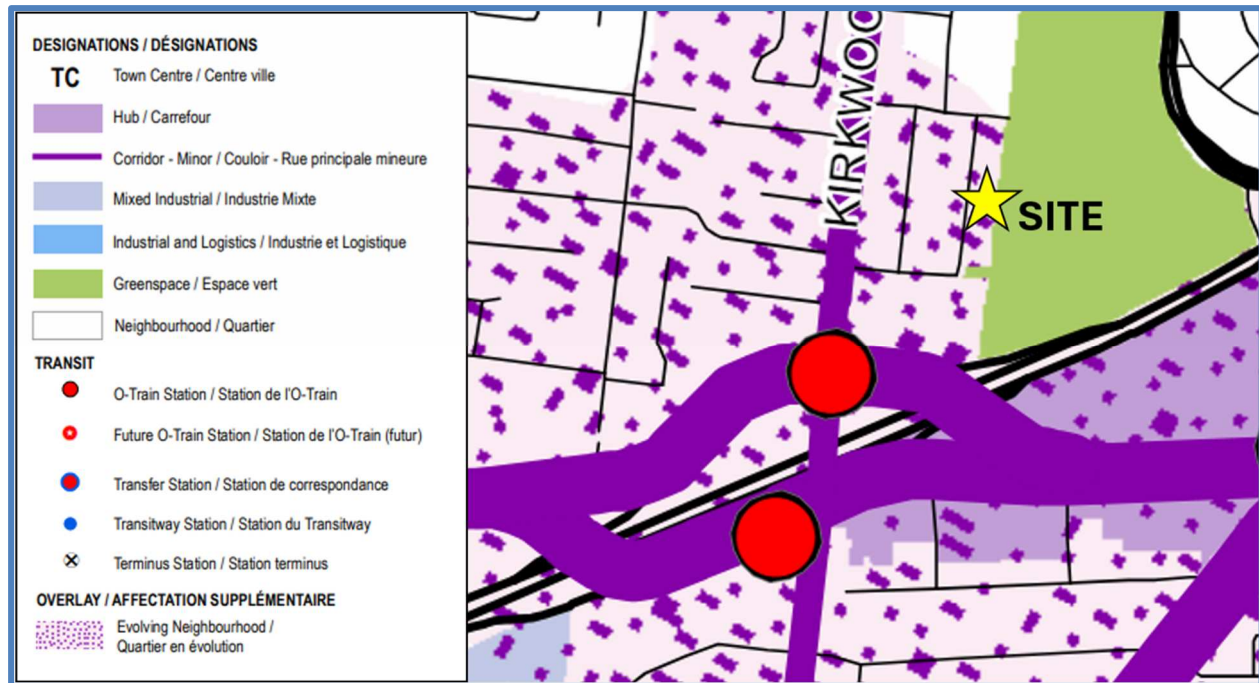 DESIGNATIONS / DÉSIGNATIONS
TC Town Centre / Centre ville
Hub / Carrefour
Corridor - Minor / Couloir - Rue principale mineure
Mixed Industrial / Industrie Mixte
Industrial and Logistics / Industrie et Logistique
Greenspace / Espace vert
Neighbourhood / Quartier
TRANSIT
O-Train Station / Station de l'O-Train
Future O-Train Station / Station de l'O-Train (futur)
Transfer Station / Station de correspondance
Transitway Station / Station du Transitway
Terminus Station / Station terminus
OVERLAY / AFFECTATION SUPPLÉMENTAIRE
Evolving Neighbourhood /
Quartier en évolution
KIRKWOO
SITE